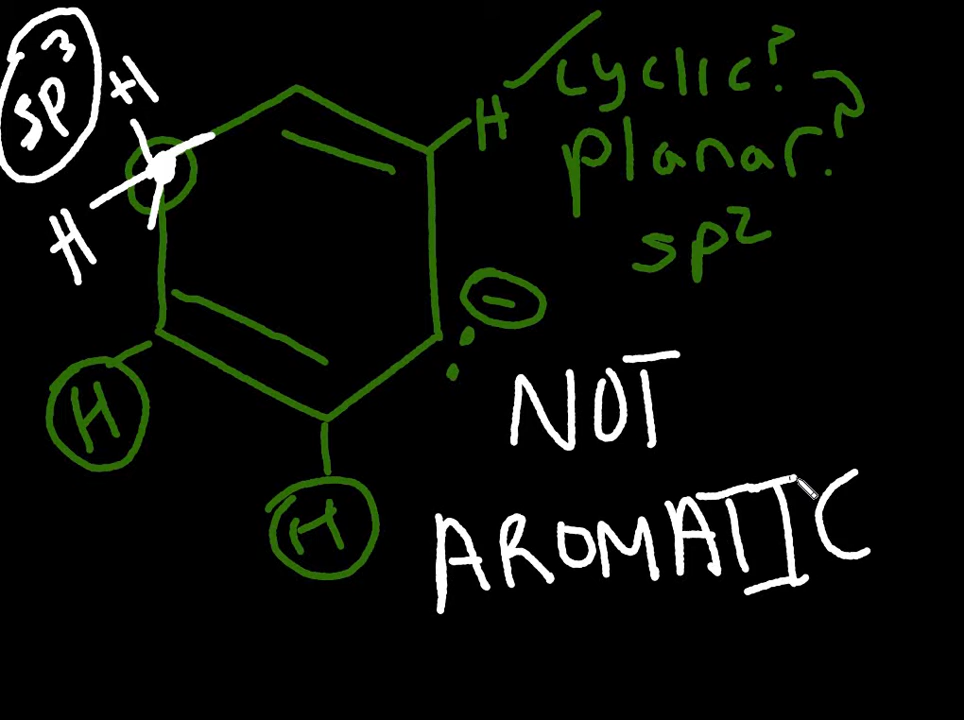 sp³
H
H
H
H
H
cyclic?
planar?
sp²
NOT
AROMATIC